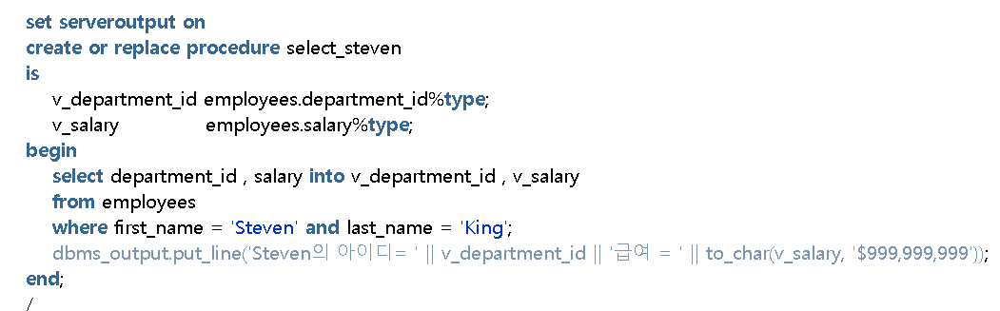 set serveroutput on
create or replace procedure select_steven
is
v_department_id employees.department_id%type;
v_salary employees.salary%type;
begin
select department_id , salary into v_department_id , v_salary
from employees
where first_name = 'Steven' and last_name = 'King';
dbms_output.put_line('Steven의 아이디= ' || v_department_id || '급여 = ' || to_char(v_salary, '$999,999,999'));
end;
/